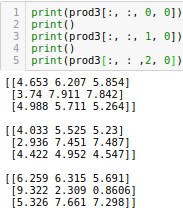 1 print(prod3[:, :, 0, 0])
2 print()
3 print(prod3[:, :, 1, 0])
4 print()
5 print(prod3[:, : ,2, 0])
[[4.653 6.207 5.854]
[3.74 7.911 7.842]
[4.988 5.711 5.264]]
[[4.033 5.525 5.23]
[2.936 7.451 7.487]
[4.422 4.952 4.547]]
[[6.259 6.315 5.691]
[9.322 2.309 0.8606]
[5.326 7.661 7.298]]